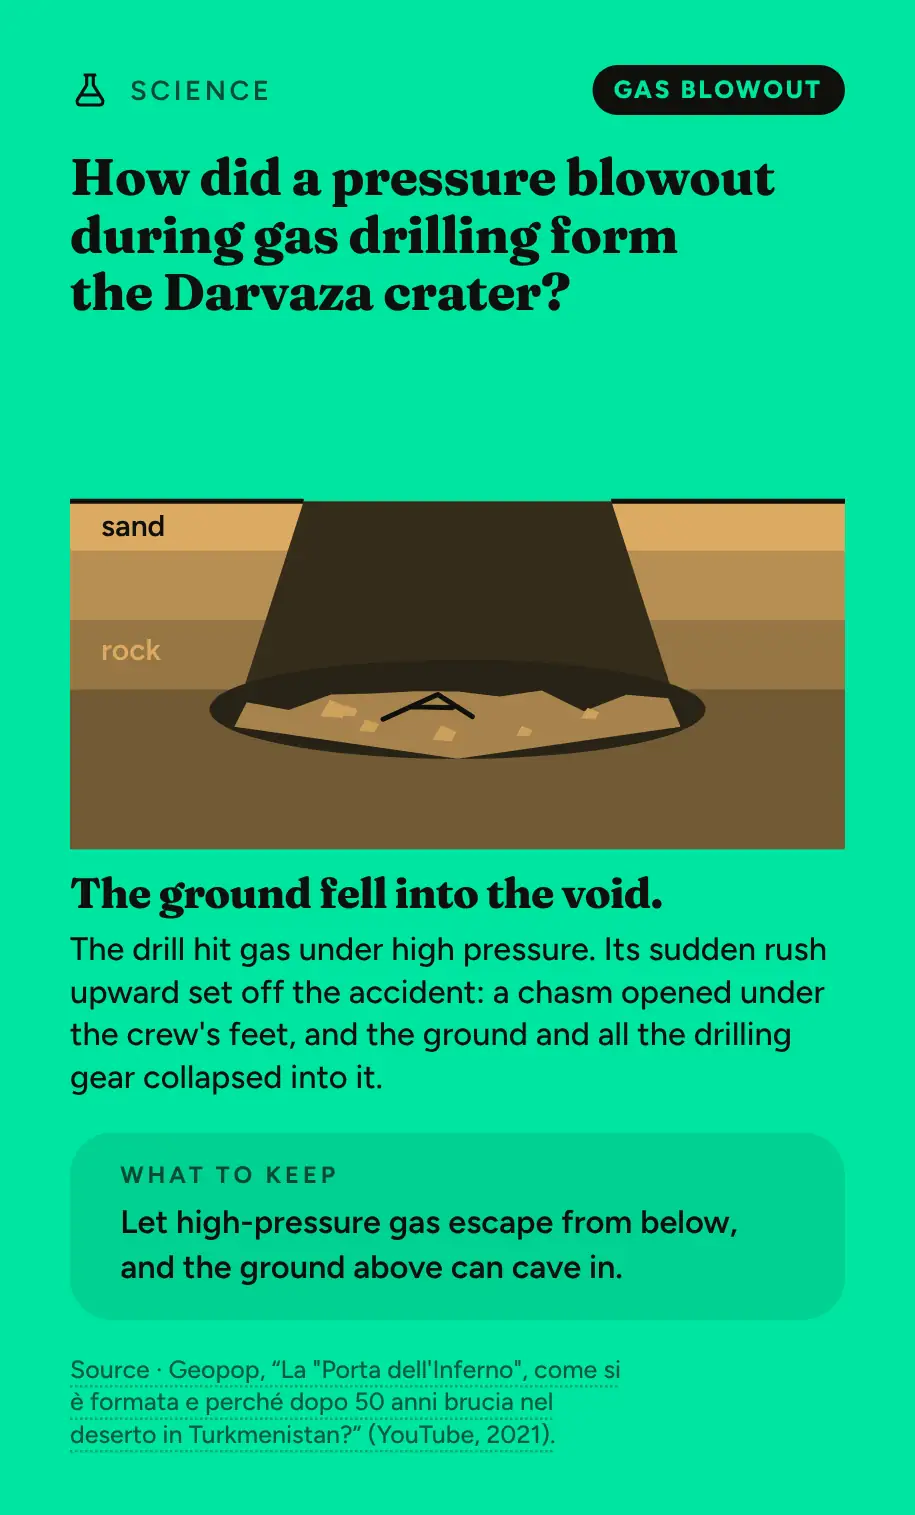 SCIENCE
GAS BLOWOUT
How did a pressure blowout
during gas drilling form
the Darvaza crater?
sand
rock
The ground fell into the void.
The drill hit gas under high pressure. Its sudden rush
upward set off the accident: a chasm opened under
the crew's feet, and the ground and all the drilling
gear collapsed into it.
WHAT TO KEEP
Let high-pressure gas escape from below,
and the ground above can cave in.
Source · Geopop, “La "Porta dell'Inferno", come si
è formata e perché dopo 50 anni brucia nel
deserto in Turkmenistan?” (YouTube, 2021).